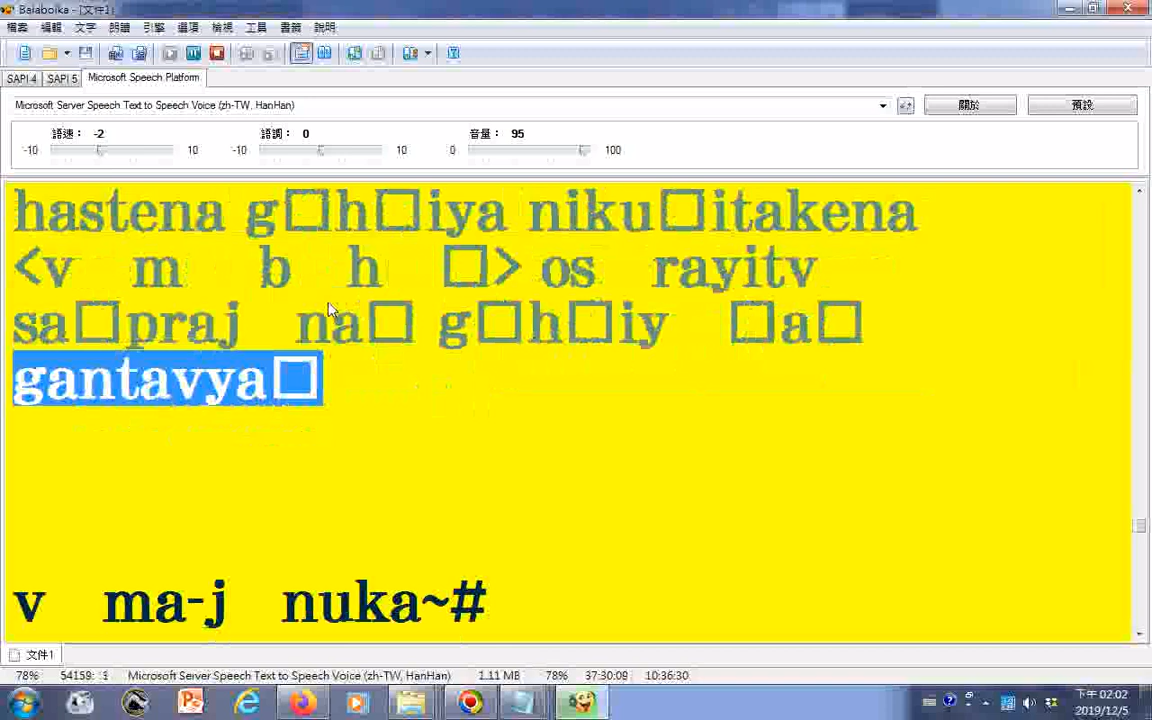 Balabolka - [文件1]
檔案 編輯 文字 朗讀 引擎 選項 檢視 工具 書籤 說明
SAPI 4 SAPI 5 Microsoft Speech Platform
Microsoft Server Speech Text to Speech Voice (zh-TW, HanHan) 關於 預設
語速： -2 語調： 0 音量： 95
-10 10 -10 10 0 100
hastena g□h□iya niku□itakena
<v m b h □> os rayitv
sa□praj na□ g□h□iy □a□
gantavya□
v ma-j nuka~#
文件1
78% Microsoft Server Speech Text to Speech Voice (zh-TW, HanHan) 1.11 MB 78% 37:30:09 10:36:30
下午 02:02
2019/12/5